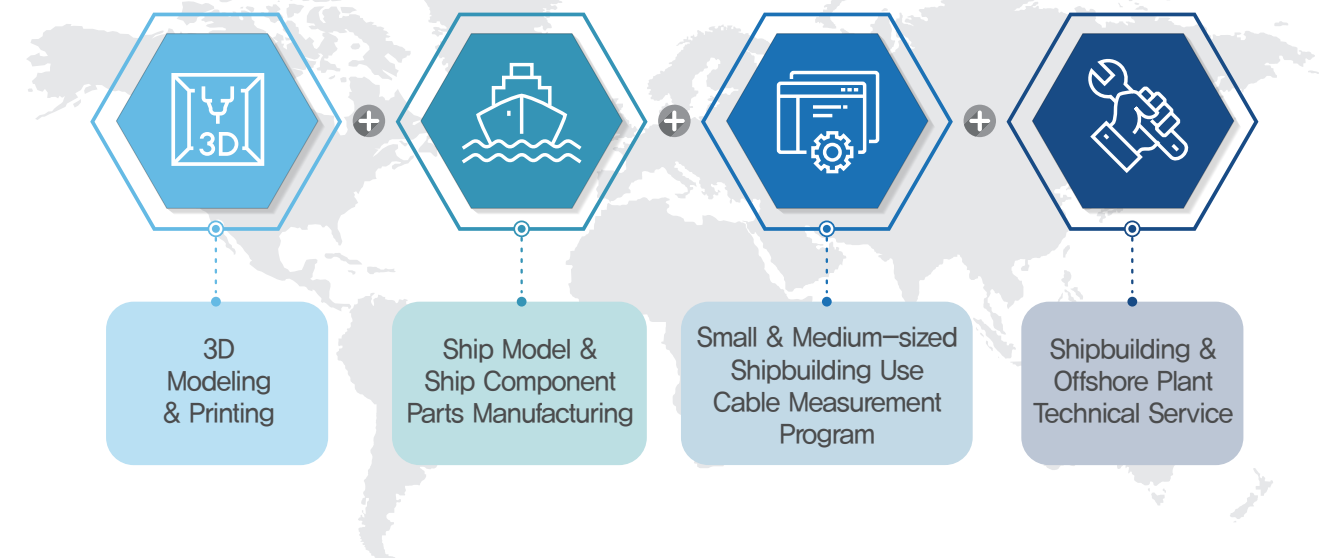 3D
3D
Modeling
& Printing
Ship Model &
Ship Component
Parts Manufacturing
Small & Medium-sized
Shipbuilding Use
Cable Measurement
Program
Shipbuilding &
Offshore Plant
Technical Service